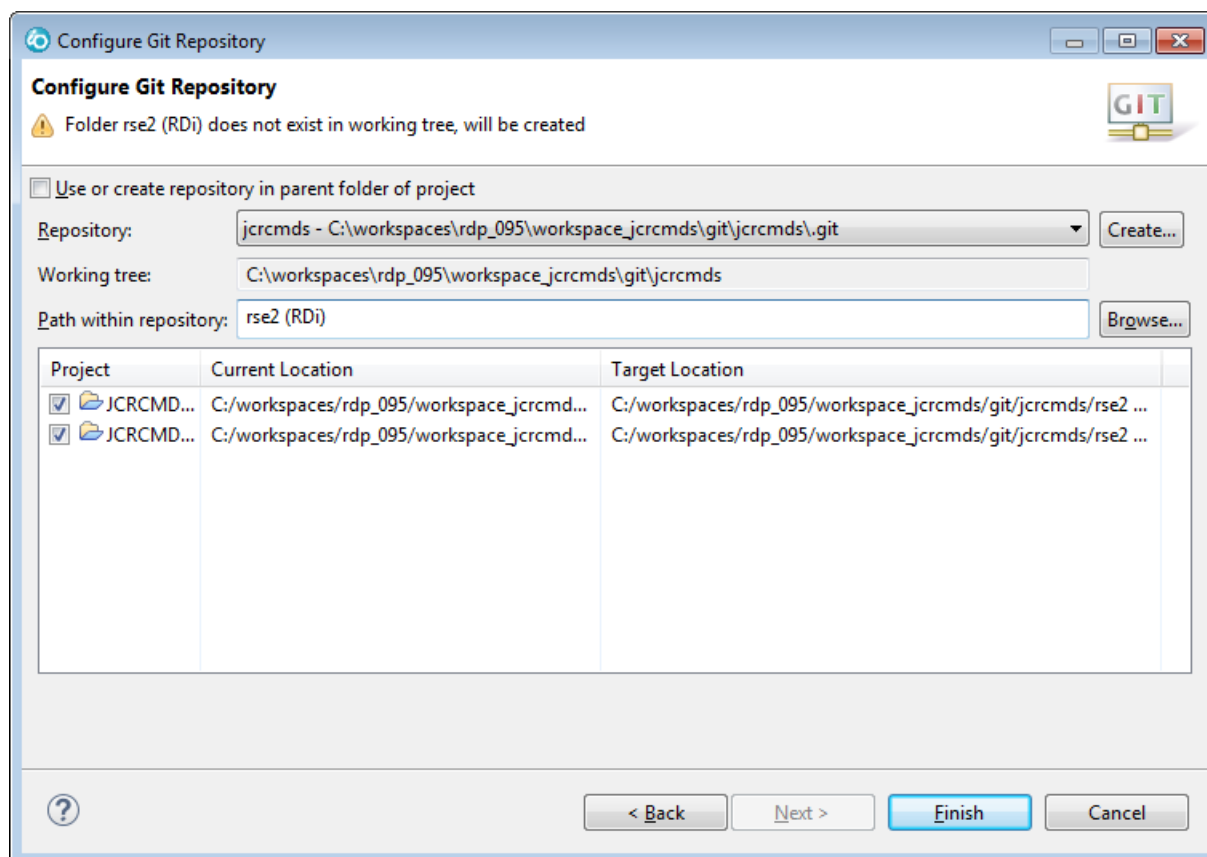 Configure Git Repository
Configure Git Repository
GIT
Folder rse2 (RDi) does not exist in working tree, will be created
Use or create repository in parent folder of project
Repository: jcrcmds - C:\workspaces\rdp_095\workspace_jcrcmds\git\jcrcmds\.git Create...
Working tree: C:\workspaces\rdp_095\workspace_jcrcmds\git\jcrcmds
Path within repository: rse2 (RDi) Browse...
Project Current Location Target Location
JCRCMD... C:/workspaces/rdp_095/workspace_jcrcmd... C:/workspaces/rdp_095/workspace_jcrcmds/git/jcrcmds/rse2 ...
JCRCMD... C:/workspaces/rdp_095/workspace_jcrcmd... C:/workspaces/rdp_095/workspace_jcrcmds/git/jcrcmds/rse2 ...
? < Back Next > Finish Cancel